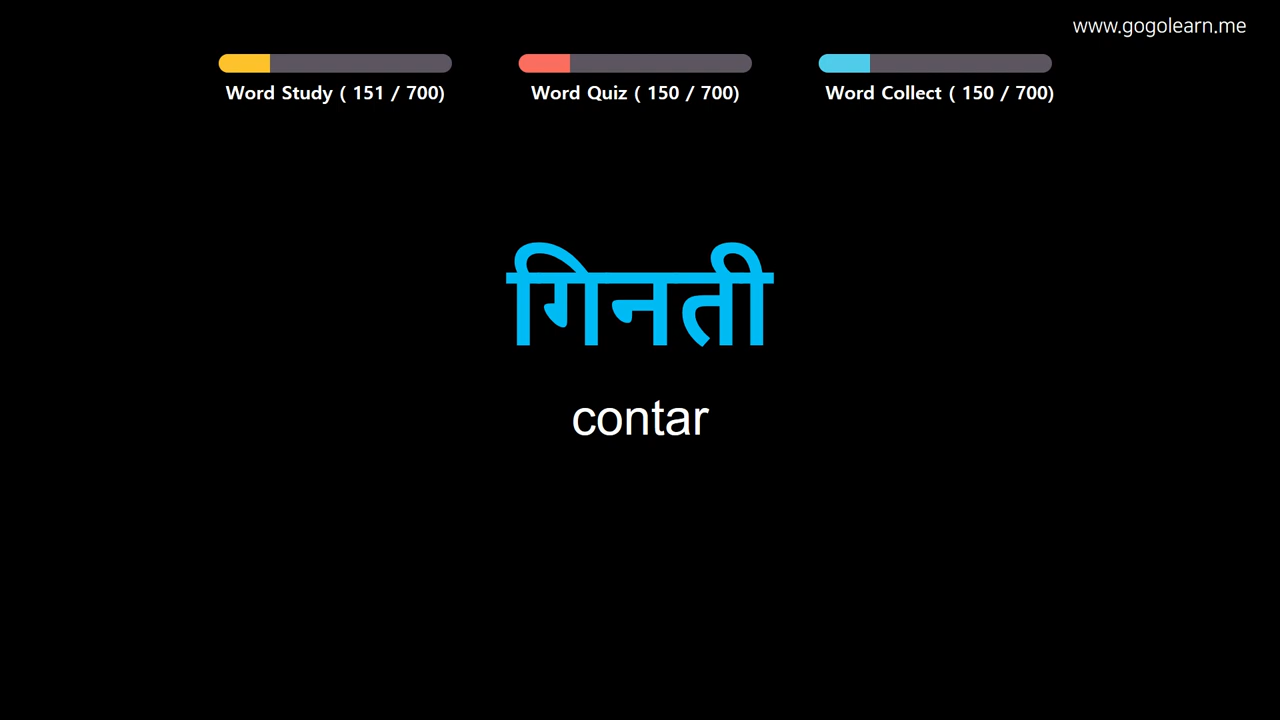 www.gogolearn.me
Word Study ( 151 / 700)
Word Quiz ( 150 / 700)
Word Collect ( 150 / 700)
गिनती
contar